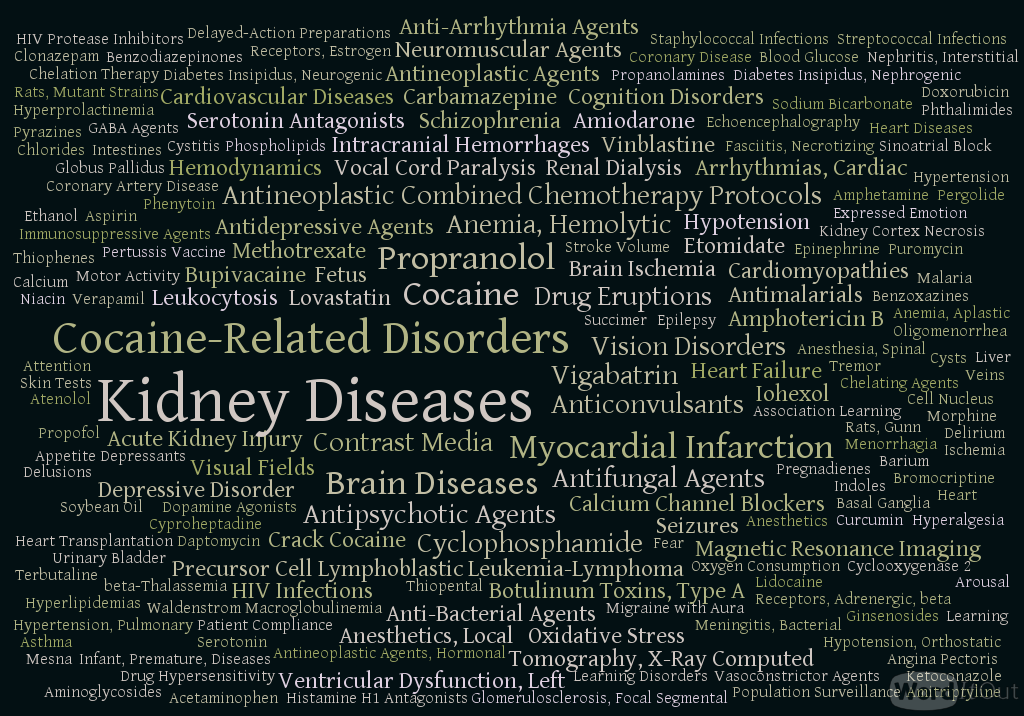 HIV Protease Inhibitors Delayed-Action Preparations Anti-Arrhythmia Agents Staphylococcal Infections Streptococcal Infections
Clonazepam Benzodiazepinones Receptors, Estrogen Neuromuscular Agents Coronary Disease Blood Glucose Nephritis, Interstitial
Chelation Therapy Diabetes Insipidus, Neurogenic Antineoplastic Agents Propanolamines Diabetes Insipidus, Nephrogenic
Rats, Mutant Strains Cardiovascular Diseases Carbamazepine Cognition Disorders Sodium Bicarbonate Doxorubicin
Hyperprolactinemia Phthalimides
Pyrazines GABA Agents Serotonin Antagonists Schizophrenia Amiodarone Echoencephalography Heart Diseases
Chlorides Intestines Cystitis Phospholipids Intracranial Hemorrhages Vinblastine Fasciitis, Necrotizing Sinoatrial Block
Globus Pallidus Hemodynamics Vocal Cord Paralysis Renal Dialysis Arrhythmias, Cardiac Hypertension
Coronary Artery Disease Antineoplastic Combined Chemotherapy Protocols Amphetamine Pergolide
Phenytoin
Ethanol Aspirin Antidepressive Agents Anemia, Hemolytic Hypotension Expressed Emotion
Immunosuppressive Agents Kidney Cortex Necrosis
Thiophenes Pertussis Vaccine Methotrexate Propranolol Stroke Volume Etomidate Epinephrine Puromycin
Calcium Motor Activity Bupivacaine Fetus Brain Ischemia Cardiomyopathies Malaria
Niacin Verapamil Leukocytosis Lovastatin Cocaine Drug Eruptions Antimalarials Benzoxazines
Cocaine-Related Disorders Succimer Epilepsy Amphotericin B Anemia, Aplastic
Oligomenorrhea
Vision Disorders Anesthesia, Spinal Cysts Liver
Attention Vigabatrin Heart Failure Tremor Veins
Skin Tests Kidney Diseases Chelating Agents
Atenolol Anticonvulsants Iohexol Cell Nucleus
Association Learning Morphine
Propofol Acute Kidney Injury Contrast Media Myocardial Infarction Rats, Gunn Delirium
Appetite Depressants Menorrhagia Ischemia
Delusions Visual Fields Brain Diseases Antifungal Agents Pregnadienes Barium
Depressive Disorder Indoles Bromocriptine
Soybean oil Dopamine Agonists Antipsychotic Agents Calcium Channel Blockers Basal Ganglia Heart
Cyproheptadine Seizures Anesthetics Curcumin Hyperalgesia
Heart Transplantation Daptomycin Crack Cocaine Cyclophosphamide Fear Magnetic Resonance Imaging
Urinary Bladder Precursor Cell Lymphoblastic Leukemia-Lymphoma Oxygen Consumption Cyclooxygenase 2
Terbutaline beta-Thalassemia HIV Infections Thiopental Botulinum Toxins, Type A Lidocaine Arousal
Hyperlipidemias Waldenstrom Macroglobulinemia Anti-Bacterial Agents Migraine with Aura Receptors, Adrenergic, beta
Hypertension, Pulmonary Patient Compliance Meningitis, Bacterial Ginsenosides Learning
Asthma Serotonin Anesthetics, Local Oxidative Stress Hypotension, Orthostatic
Mesna Infant, Premature, Diseases Antineoplastic Agents, Hormonal Tomography, X-Ray Computed Angina Pectoris
Drug Hypersensitivity Ventricular Dysfunction, Left Learning Disorders Vasoconstrictor Agents Ketoconazole
Aminoglycosides Acetaminophen Histamine H1 Antagonists Glomerulosclerosis, Focal Segmental Population Surveillance Amitriptyline
WordItOut